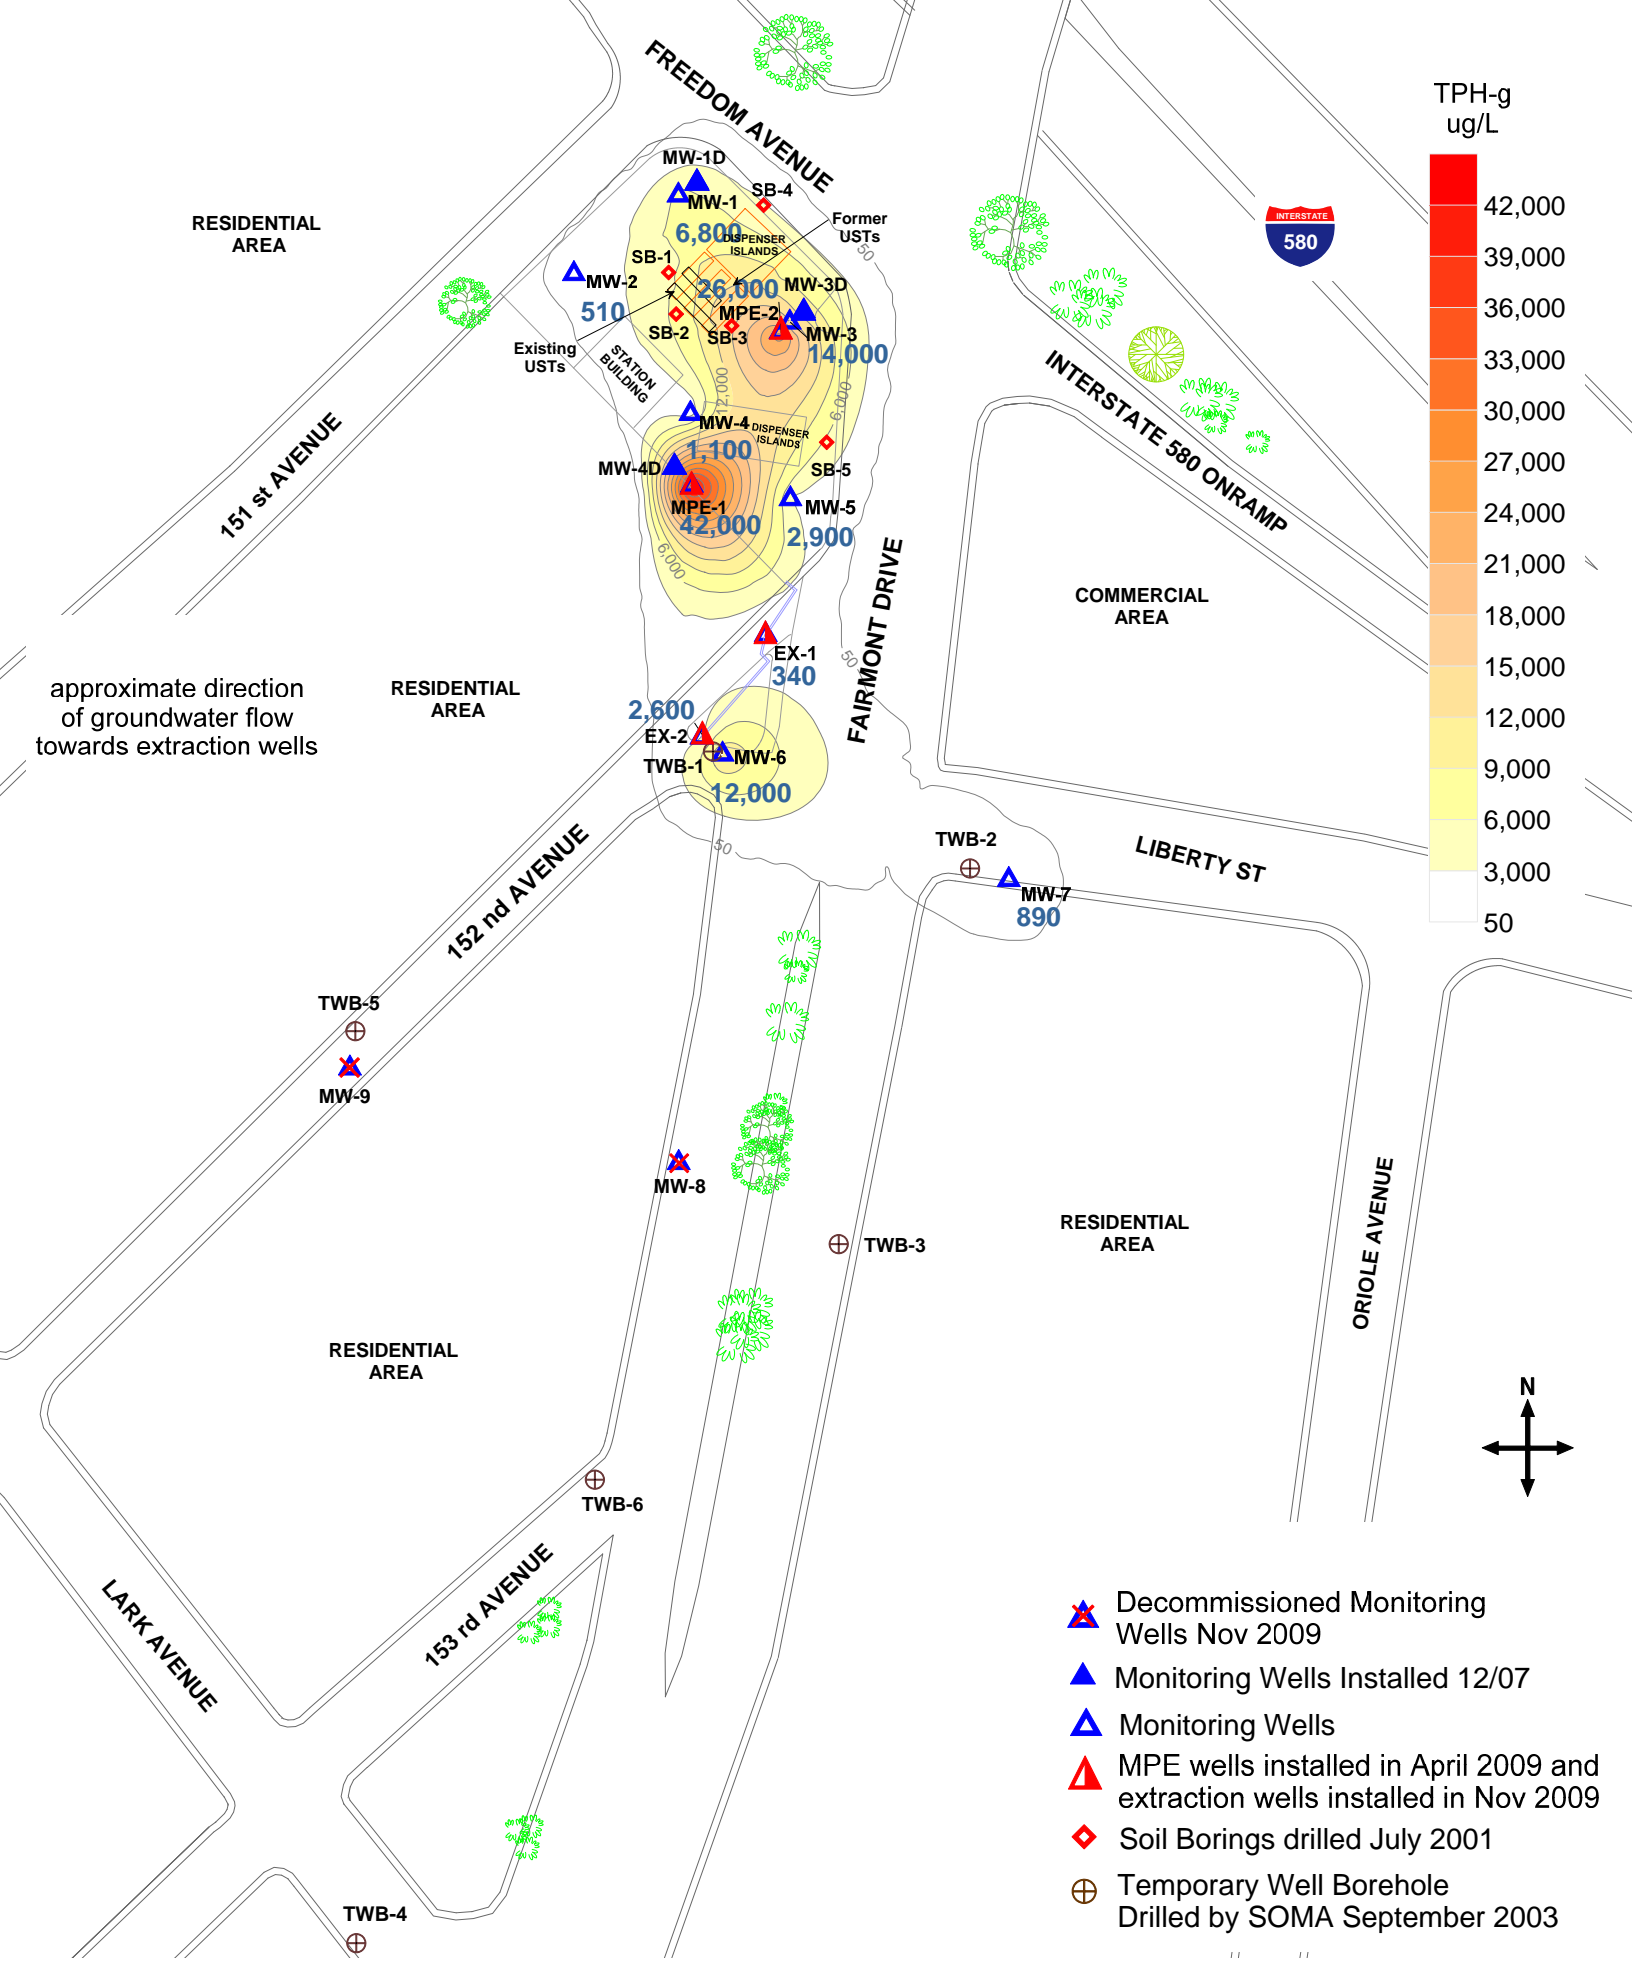 FREEDOM AVENUE
TPH-g
ug/L
42,000
39,000
36,000
33,000
30,000
27,000
24,000
21,000
18,000
15,000
12,000
9,000
6,000
3,000
50
INTERSTATE
580
RESIDENTIAL
AREA
MW-1D
MW-1
6,800
SB-4
Former
USTs
DISPENSER
ISLANDS
50
SB-1
MW-2
510
26,000
MW-3D
MPE-2
MW-3
14,000
SB-2
SB-3
Existing
USTs
STATION
BUILDING
12,000
6,000
MW-4
1,100
DISPENSER
ISLANDS
MW-4D
SB-5
MPE-1
42,000
MW-5
2,900
6,000
151 st AVENUE
INTERSTATE 580 ONRAMP
COMMERCIAL
AREA
FAIRMONT DRIVE
EX-1
340
50
approximate direction
of groundwater flow
towards extraction wells
RESIDENTIAL
AREA
2,600
EX-2
TWB-1
MW-6
12,000
50
152 nd AVENUE
TWB-2
MW-7
890
LIBERTY ST
TWB-5
MW-9
MW-8
TWB-3
RESIDENTIAL
AREA
ORIOLE AVENUE
RESIDENTIAL
AREA
N
TWB-6
153 rd AVENUE
LARK AVENUE
TWB-4
Decommissioned Monitoring
Wells Nov 2009
Monitoring Wells Installed 12/07
Monitoring Wells
MPE wells installed in April 2009 and
extraction wells installed in Nov 2009
Soil Borings drilled July 2001
Temporary Well Borehole
Drilled by SOMA September 2003